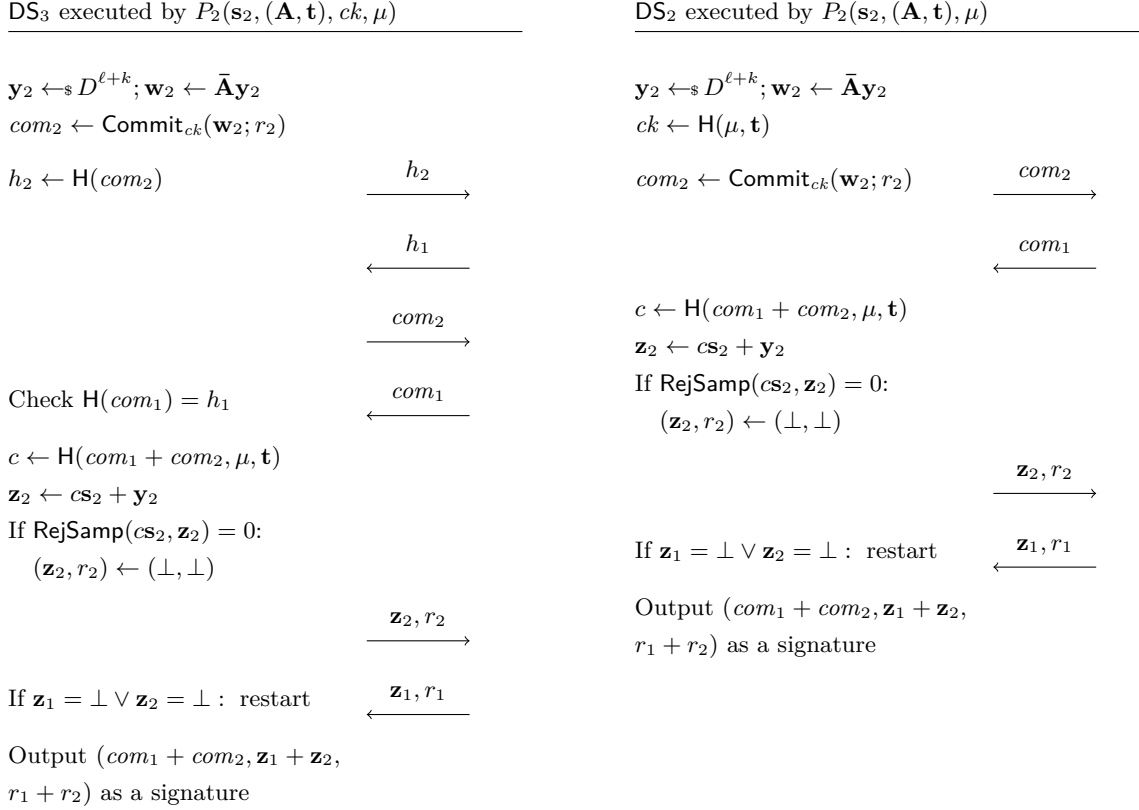 DS₃ executed by P₂(s₂, (A, t), ck, μ)
y₂ ←$ D^{ℓ+k}; w₂ ← Āy₂
com₂ ← Commit_{ck}(w₂; r₂)
h₂ ← H(com₂)
h₂
h₁
com₂
Check H(com₁) = h₁
com₁
c ← H(com₁ + com₂, μ, t)
z₂ ← cs₂ + y₂
If RejSamp(cs₂, z₂) = 0:
(z₂, r₂) ← (⊥, ⊥)
z₂, r₂
If z₁ = ⊥ ∨ z₂ = ⊥ : restart
z₁, r₁
Output (com₁ + com₂, z₁ + z₂,
r₁ + r₂) as a signature
DS₂ executed by P₂(s₂, (A, t), μ)
y₂ ←$ D^{ℓ+k}; w₂ ← Āy₂
ck ← H(μ, t)
com₂ ← Commit_{ck}(w₂; r₂)
com₂
com₁
c ← H(com₁ + com₂, μ, t)
z₂ ← cs₂ + y₂
If RejSamp(cs₂, z₂) = 0:
(z₂, r₂) ← (⊥, ⊥)
z₂, r₂
If z₁ = ⊥ ∨ z₂ = ⊥ : restart
z₁, r₁
Output (com₁ + com₂, z₁ + z₂,
r₁ + r₂) as a signature